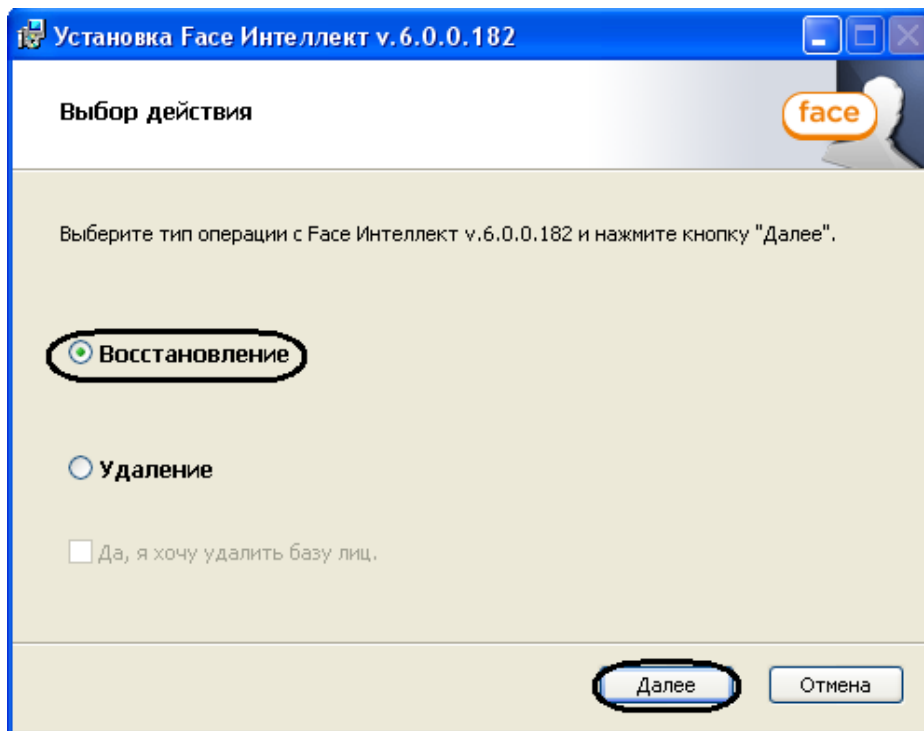 Установка Face Интеллект v.6.0.0.182
Выбор действия
face
Выберите тип операции с Face Интеллект v.6.0.0.182 и нажмите кнопку "Далее".
Восстановление
Удаление
Да, я хочу удалить базу лиц.
Далее
Отмена